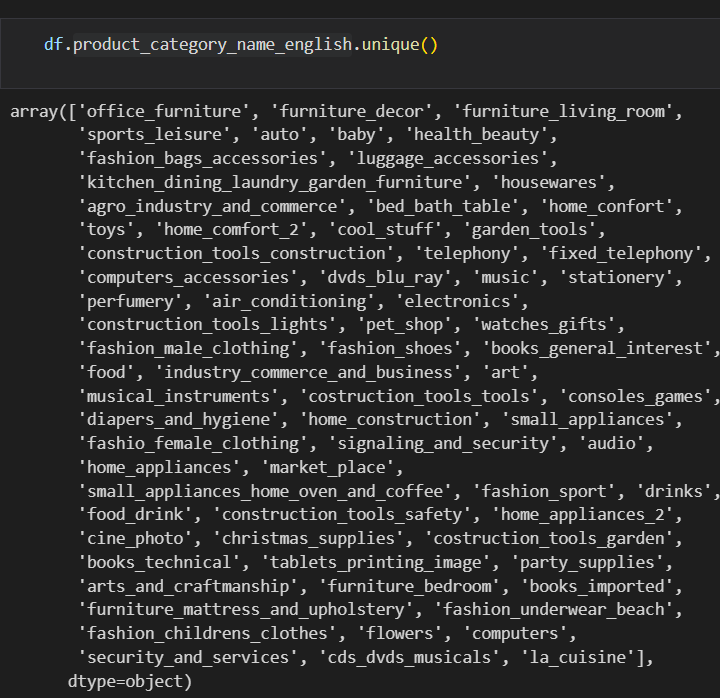 df.product_category_name_english.unique()
array(['office_furniture', 'furniture_decor', 'furniture_living_room',
'sports_leisure', 'auto', 'baby', 'health_beauty',
'fashion_bags_accessories', 'luggage_accessories',
'kitchen_dining_laundry_garden_furniture', 'housewares',
'agro_industry_and_commerce', 'bed_bath_table', 'home_confort',
'toys', 'home_comfort_2', 'cool_stuff', 'garden_tools',
'construction_tools_construction', 'telephony', 'fixed_telephony',
'computers_accessories', 'dvds_blu_ray', 'music', 'stationery',
'perfumery', 'air_conditioning', 'electronics',
'construction_tools_lights', 'pet_shop', 'watches_gifts',
'fashion_male_clothing', 'fashion_shoes', 'books_general_interest',
'food', 'industry_commerce_and_business', 'art',
'musical_instruments', 'costruction_tools_tools', 'consoles_games',
'diapers_and_hygiene', 'home_construction', 'small_appliances',
'fashio_female_clothing', 'signaling_and_security', 'audio',
'home_appliances', 'market_place',
'small_appliances_home_oven_and_coffee', 'fashion_sport', 'drinks',
'food_drink', 'construction_tools_safety', 'home_appliances_2',
'cine_photo', 'christmas_supplies', 'costruction_tools_garden',
'books_technical', 'tablets_printing_image', 'party_supplies',
'arts_and_craftmanship', 'furniture_bedroom', 'books_imported',
'furniture_mattress_and_upholstery', 'fashion_underwear_beach',
'fashion_childrens_clothes', 'flowers', 'computers',
'security_and_services', 'cds_dvds_musicals', 'la_cuisine'],
dtype=object)